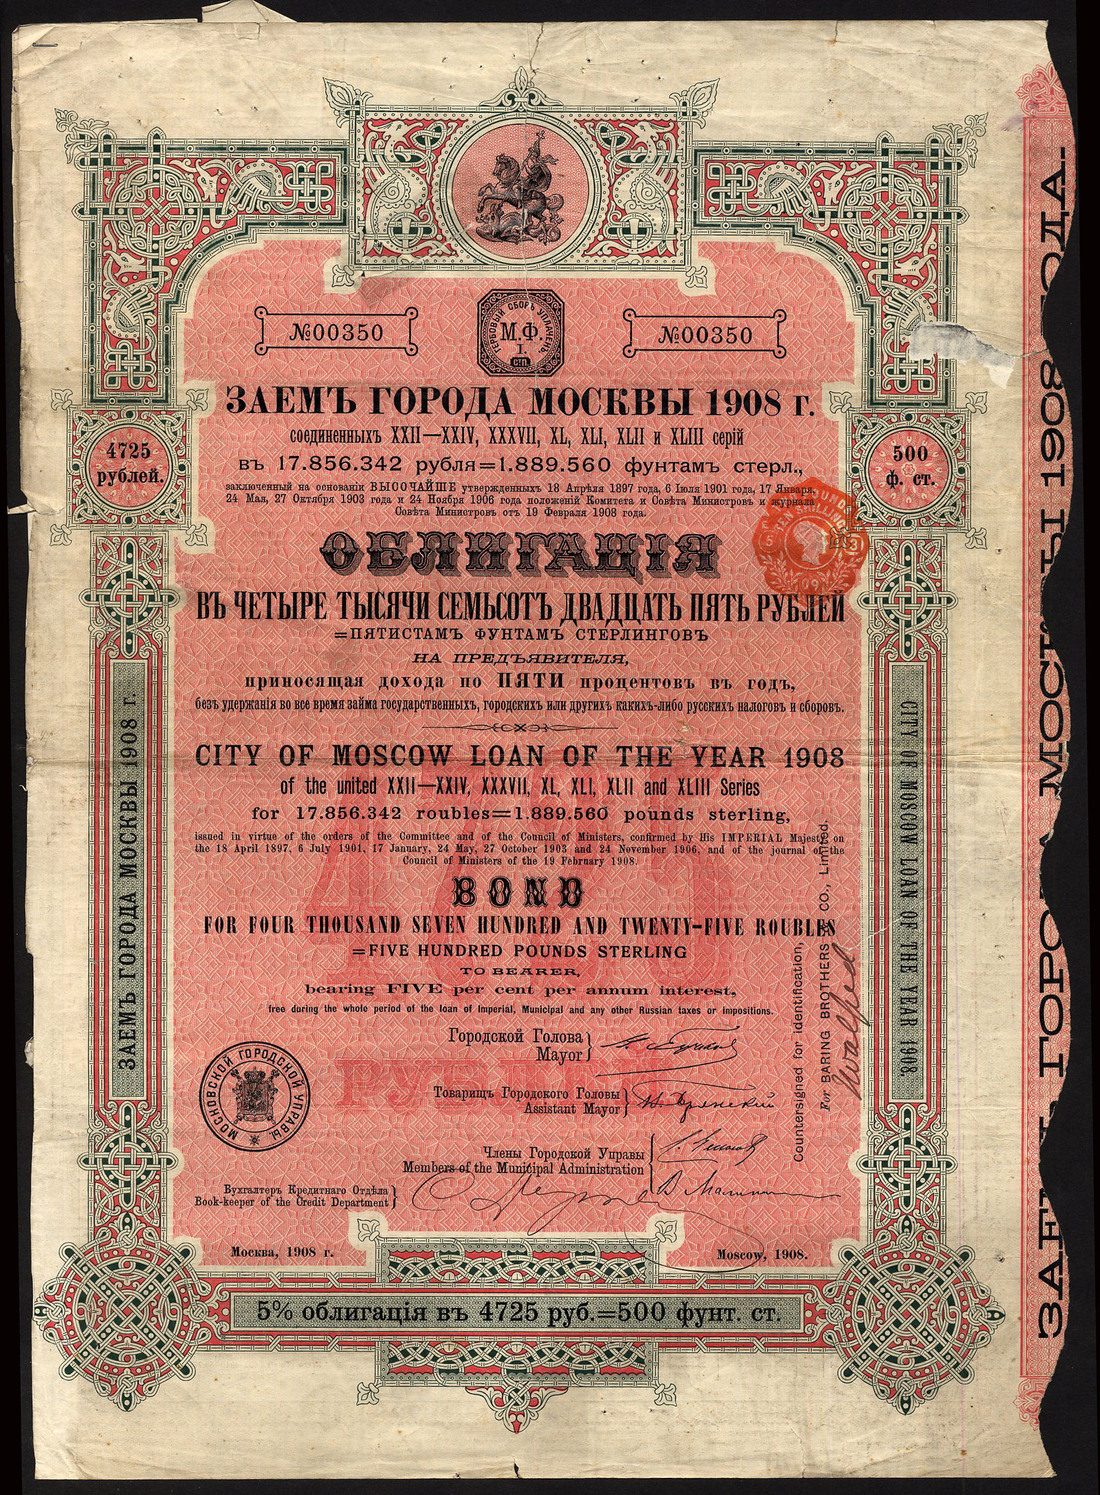 №00350
ГЕРБОВЫЙ СБОРЪ УПЛАЧЕНЪ
М.Ф.
I.
СП.
№00350
ЗАЕМЪ ГОРОДА МОСКВЫ 1908 г.
соединенныхъ XXII—XXIV, XXXVII, XL, XLI, XLII и XLIII серій
въ 17.856.342 рубля=1.889.560 фунтамъ стерл.,
заключенный на основаніи ВЫСОЧАЙШЕ утвержденныхъ 18 Апрѣля 1897 года, 6 Іюля 1901 года, 17 Января,
24 Мая, 27 Октября 1903 года и 24 Ноября 1906 года положеній Комитета и Совѣта Министровъ и журнала
Совѣта Министровъ отъ 19 Февраля 1908 года.
4725
рублей.
500
ф. ст.
ОБЛИГАЦІЯ
ВЪ ЧЕТЫРЕ ТЫСЯЧИ СЕМЬСОТЪ ДВАДЦАТЬ ПЯТЬ РУБЛЕЙ
=ПЯТИСТАМЪ ФУНТАМЪ СТЕРЛИНГОВЪ
НА ПРЕДЪЯВИТЕЛЯ,
приносящая дохода по ПЯТИ процентовъ въ годъ,
безъ удержанія во все время займа государственныхъ, городскихъ или другихъ какихъ-либо русскихъ налоговъ и сборовъ.
CITY OF MOSCOW LOAN OF THE YEAR 1908
of the united XXII—XXIV, XXXVII, XL, XLI, XLII and XLIII Series
for 17.856.342 roubles=1.889.560 pounds sterling,
issued in virtue of the orders of the Committee and of the Council of Ministers, confirmed by His IMPERIAL Majesty on
the 18 April 1897, 6 July 1901, 17 January, 24 May, 27 October 1903 and 24 November 1906, and of the journal of the
Council of Ministers of the 19 February 1908.
BOND
FOR FOUR THOUSAND SEVEN HUNDRED AND TWENTY-FIVE ROUBLES
=FIVE HUNDRED POUNDS STERLING
TO BEARER,
bearing FIVE per cent per annum interest,
free during the whole period of the loan of Imperial, Municipal and any other Russian taxes or impositions.
4725
РУБЛЕЙ
Городской Голова
Mayor
Товарищъ Городского Головы
Assistant Mayor
Члены Городской Управы
Members of the Municipal Administration
Бухгалтеръ Кредитнаго Отдѣла
Book-keeper of the Credit Department
МОСКОВСКОЙ ГОРОДСКОЙ УПРАВЫ
Countersigned for identification,
For BARING BROTHERS & CO., Limited.
Москва, 1908 г.
Moscow, 1908.
5% облигація въ 4725 руб.=500 фунт. ст.
ЗАЕМЪ ГОРОДА МОСКВЫ 1908 г.
CITY OF MOSCOW LOAN OF THE YEAR 1908.
ГОРОДА МОСКВЫ 1908 ГОДА.